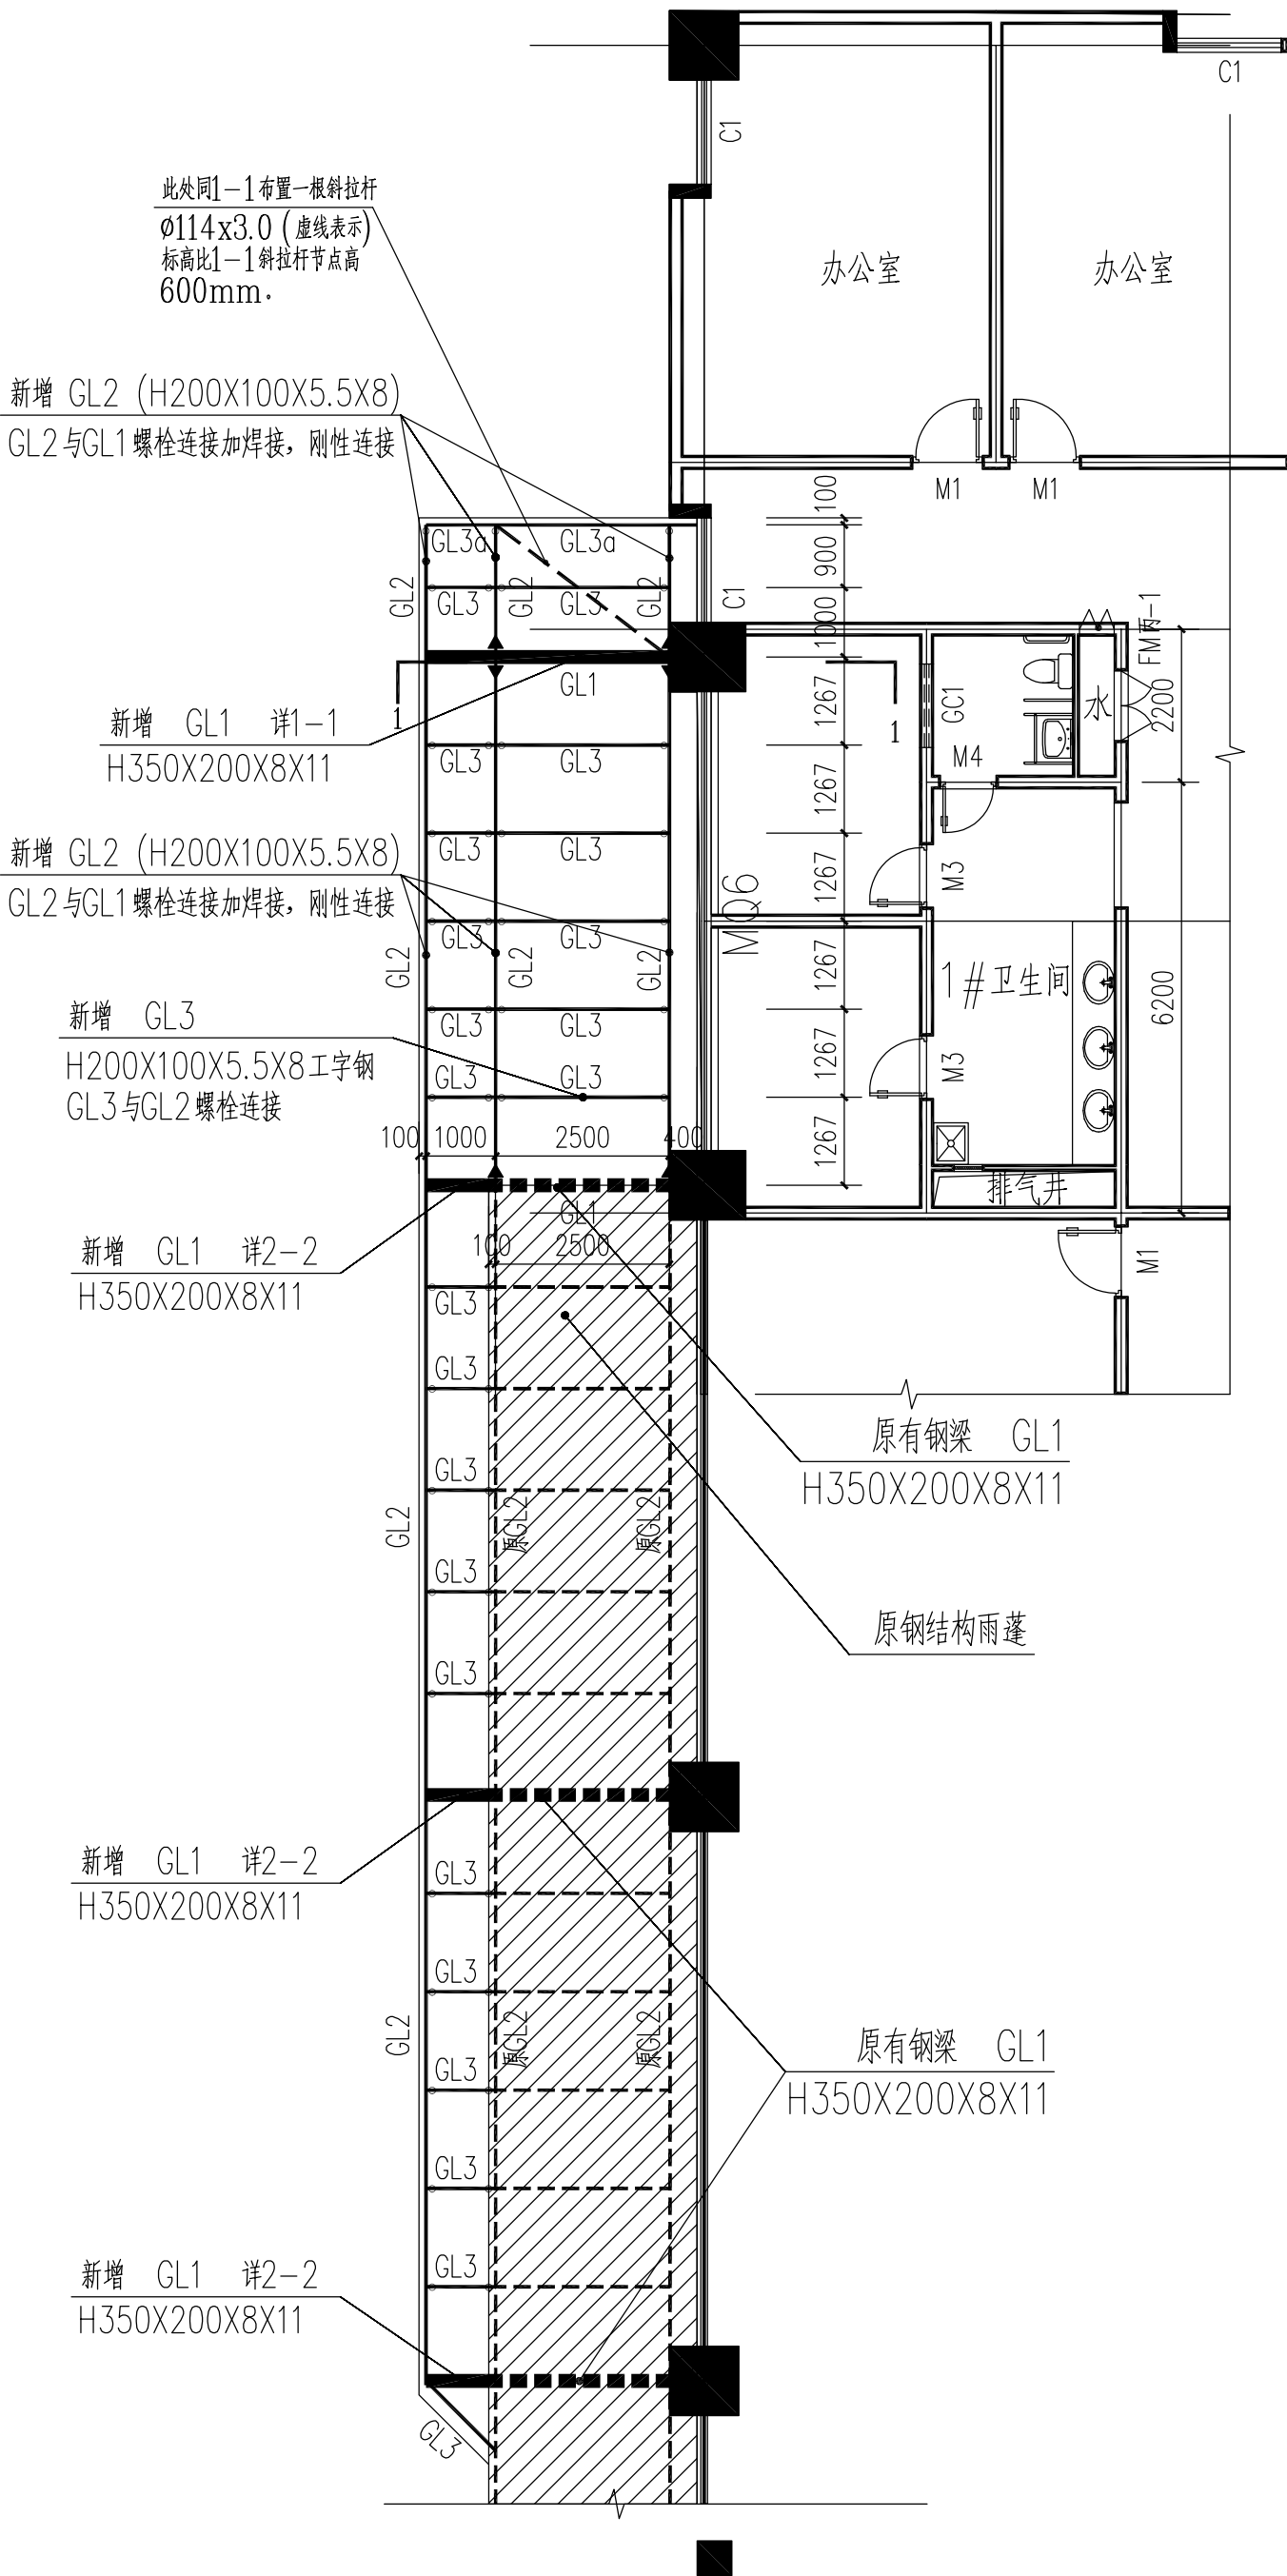 C1
C1
此处同1-1布置一根斜拉杆
Ø114x3.0 (虚线表示)
标高比1-1斜拉杆节点高
600mm.
办公室
办公室
新增 GL2 (H200X100X5.5X8)
GL2与GL1螺栓连接加焊接, 刚性连接
M1
M1
100
900
1000
GL3a
GL3a
GL2
GL2
GL2
GL3
GL3
C1
FM丙-1
GL1
1
1
新增 GL1 详1-1
H350X200X8X11
1267
GC1
水
2200
M4
GL3
GL3
1267
新增 GL2 (H200X100X5.5X8)
GL2与GL1螺栓连接加焊接, 刚性连接
GL3
GL3
1267
M3
MQ6
GL3
GL3
GL2
GL2
GL2
1267
1#卫生间
6200
新增 GL3
H200X100X5.5X8工字钢
GL3与GL2螺栓连接
GL3
GL3
1267
M3
GL3
GL3
100
1000
2500
400
1267
排气井
GL1
新增 GL1 详2-2
H350X200X8X11
100
2500
M1
GL3
GL3
原有钢梁 GL1
H350X200X8X11
GL3
GL2
原GL2
原GL2
GL3
原钢结构雨蓬
GL3
新增 GL1 详2-2
H350X200X8X11
GL3
GL3
GL2
原GL2
原GL2
原有钢梁 GL1
H350X200X8X11
GL3
GL3
GL3
新增 GL1 详2-2
H350X200X8X11
GL3